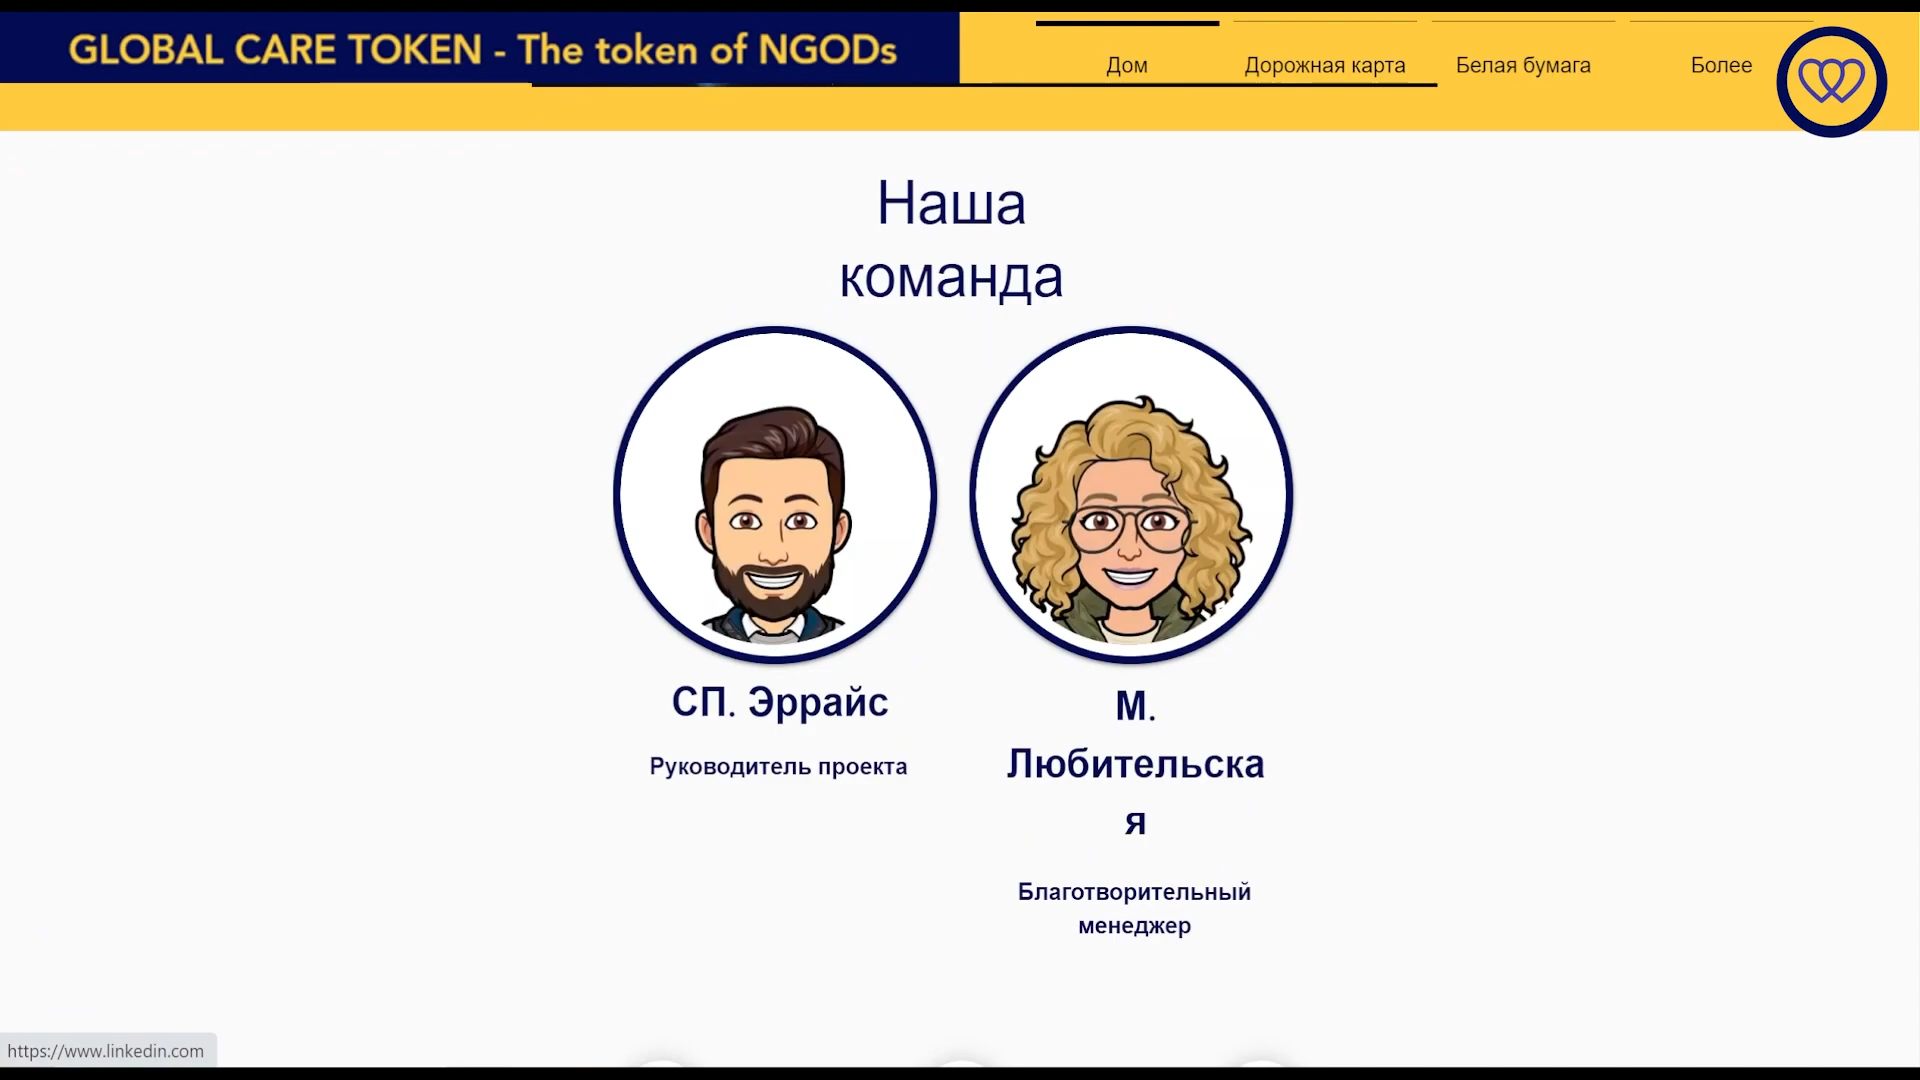 GLOBAL CARE TOKEN - The token of NGODs
Дом
Дорожная карта
Белая бумага
Более
Наша
команда
СП. Эррайс
Руководитель проекта
М.
Любительска
я
Благотворительный
менеджер
https://www.linkedin.com